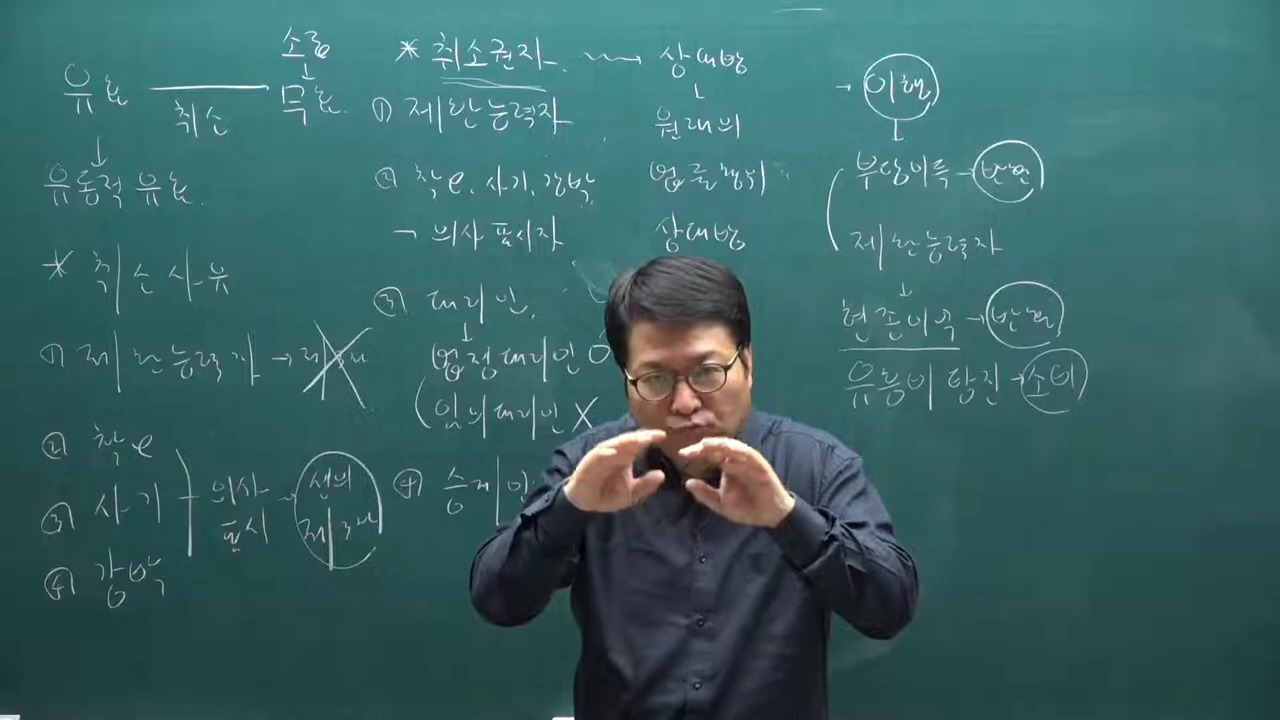 소급
↓
유효 ── 무효
취소
↓
유동적 유효
* 취소사유
① 제한능력자 → 제3자
② 착오
③ 사기
④ 강박
의사표시 → 선의 제3자
* 취소권자 → 상대방
① 제한능력자
원래의
② 착오, 사기, 강박
법률행위
ㄱ 의사표시자
상대방
③ 대리인
↓
법정대리인 O
임의대리인 X
④ 승계인
→ 이행
부당이득 → 반환
제한능력자
↓
현존이익 → 반환
유흥비 탕진 → 소비